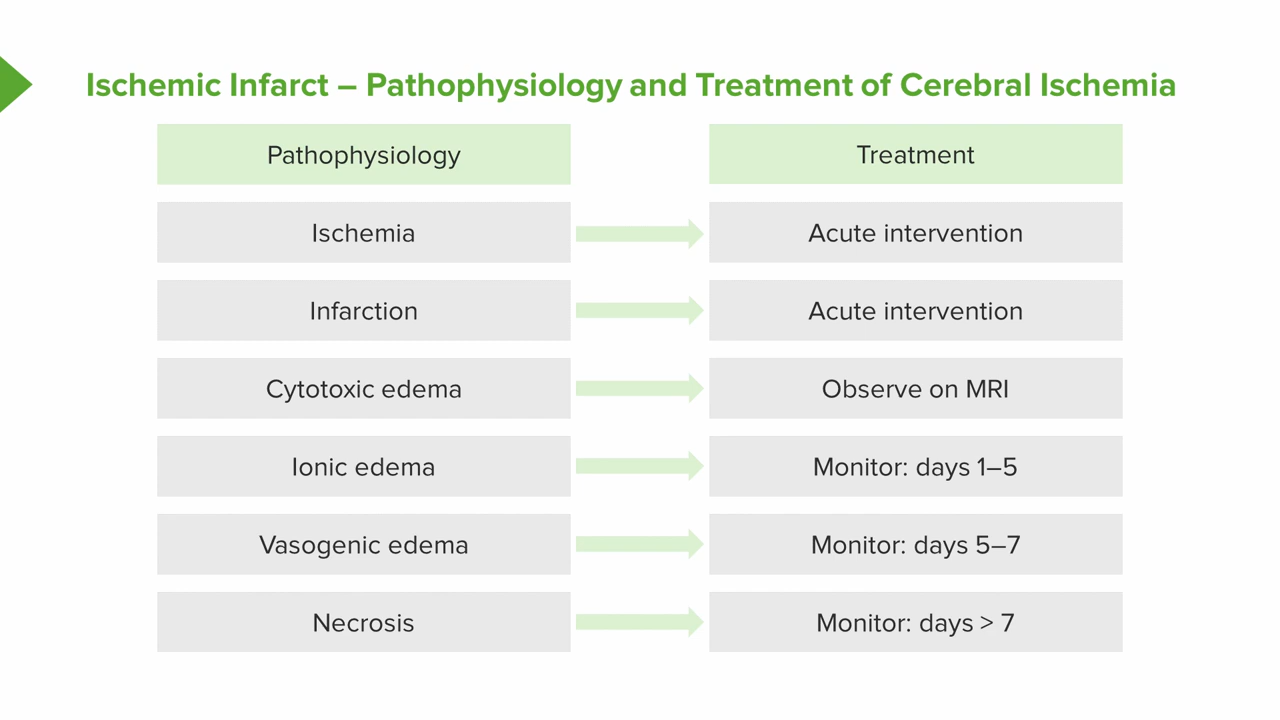 Ischemic Infarct – Pathophysiology and Treatment of Cerebral Ischemia
Pathophysiology
Treatment
Ischemia
Acute intervention
Infarction
Acute intervention
Cytotoxic edema
Observe on MRI
Ionic edema
Monitor: days 1–5
Vasogenic edema
Monitor: days 5–7
Necrosis
Monitor: days > 7